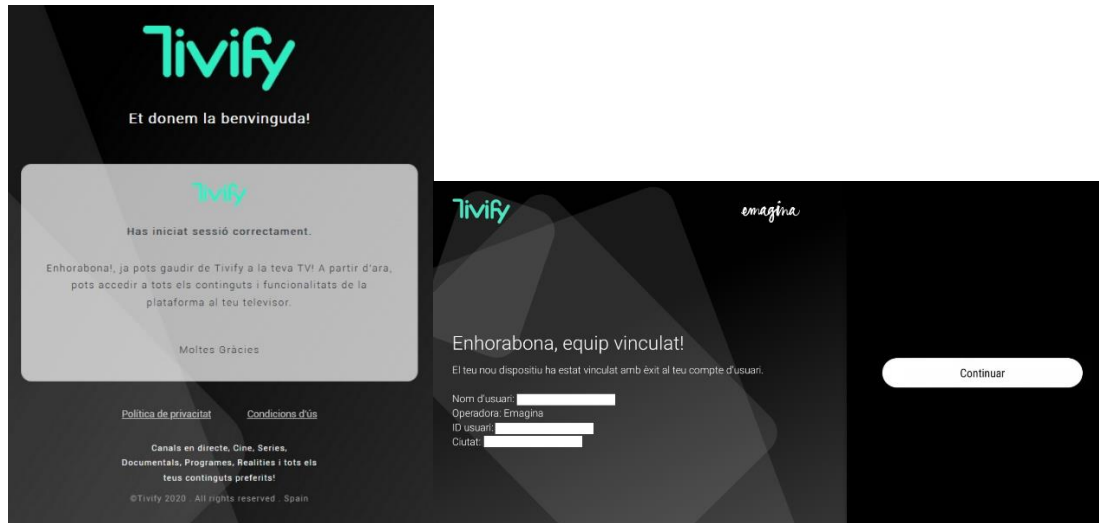 Tivify
Et donem la benvinguda!
Tivify
Has iniciat sessió correctament.
Enhorabona!, ja pots gaudir de Tivify a la teva TV! A partir d'ara,
pots accedir a tots els continguts i funcionalitats de la
plataforma al teu televisor.
Moltes Gràcies
Política de privacitat Condicions d'ús
Canals en directe, Cine, Series,
Documentals, Programes, Realities i tots els
teus continguts preferits!
©Tivify 2020 . All rights reserved . Spain
Tivify emagina
Enhorabona, equip vinculat!
El teu nou dispositiu ha estat vinculat amb èxit al teu compte d'usuari.
Nom d'usuari:
Operadora: Emagina
ID usuari:
Ciutat:
Continuar